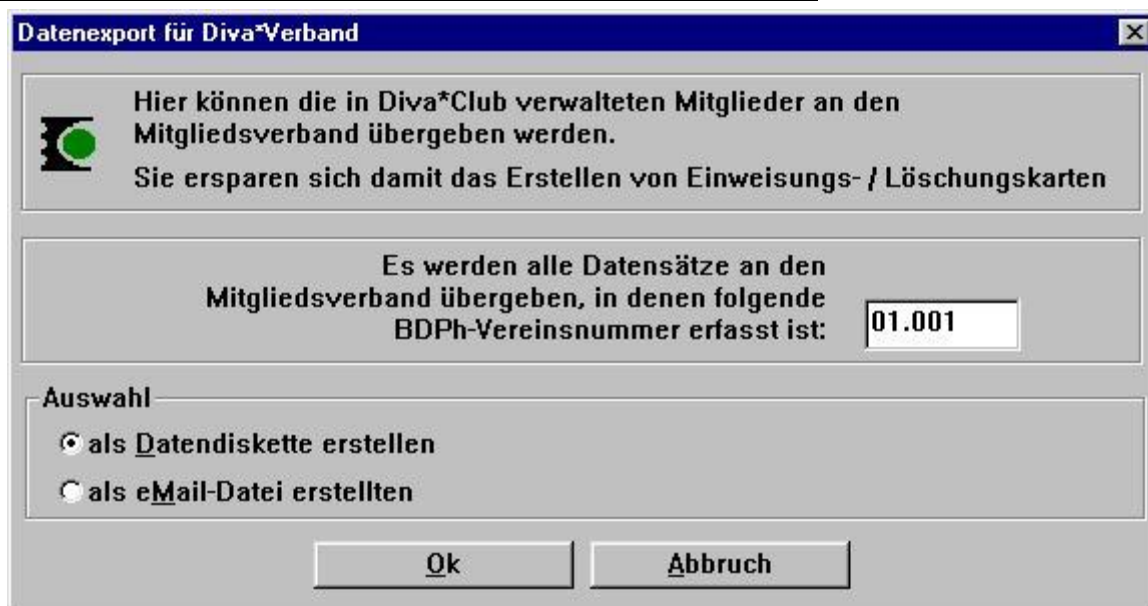 Datenexport für Diva*Verband
Hier können die in Diva*Club verwalteten Mitglieder an den
Mitgliedsverband übergeben werden.
Sie ersparen sich damit das Erstellen von Einweisungs- / Löschungskarten
Es werden alle Datensätze an den
Mitgliedsverband übergeben, in denen folgende
BDPh-Vereinsnummer erfasst ist:
01.001
Auswahl
als Datendiskette erstellen
als eMail-Datei erstellten
Ok
Abbruch